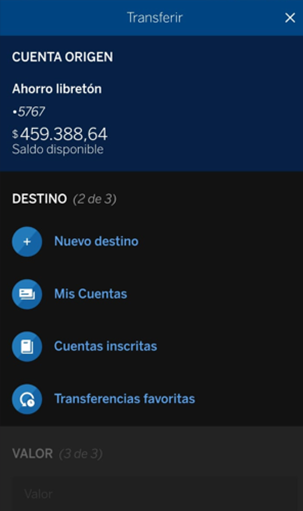 Transferir
CUENTA ORIGEN
Ahorro libretón
•5767
$459.388,64
Saldo disponible
DESTINO (2 de 3)
Nuevo destino
Mis Cuentas
Cuentas inscritas
Transferencias favoritas
VALOR (3 de 3)
Valor